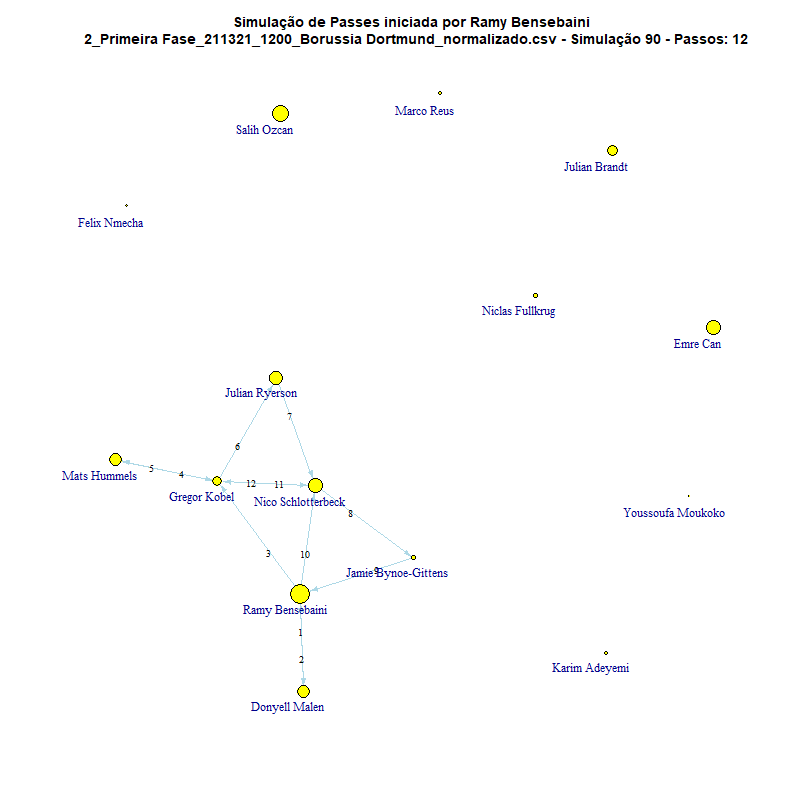 Simulação de Passes iniciada por Ramy Bensebaini
2_Primeira Fase_211321_1200_Borussia Dortmund_normalizado.csv - Simulação 90 - Passos: 12
Marco Reus
Salih Ozcan
Julian Brandt
Felix Nmecha
Niclas Fullkrug
Emre Can
Julian Ryerson
7
6
5
4
Mats Hummels
12
11
Gregor Kobel
Nico Schlotterbeck
8
Youssoufa Moukoko
3
10
9
Jamie Bynoe-Gittens
Ramy Bensebaini
1
2
Karim Adeyemi
Donyell Malen